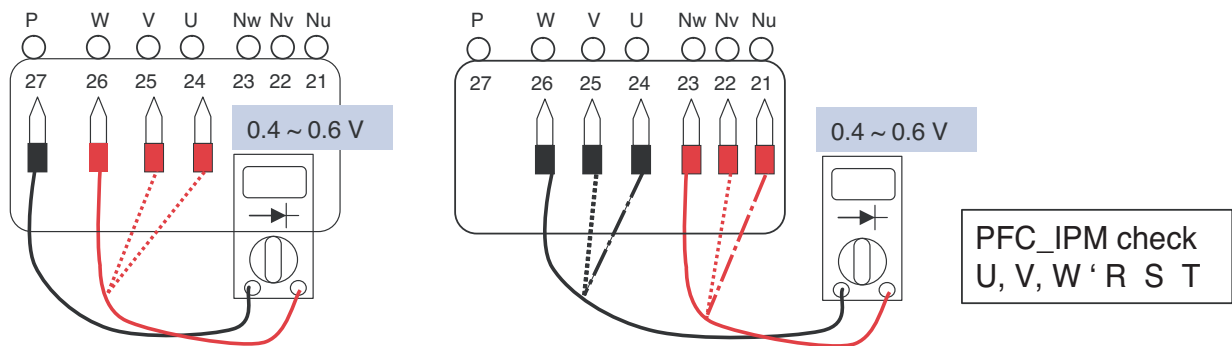 P W V U Nw Nv Nu
27 26 25 24 23 22 21
0.4 ~ 0.6 V
P W V U Nw Nv Nu
27 26 25 24 23 22 21
0.4 ~ 0.6 V
PFC_IPM check
U, V, W ‘ R S T